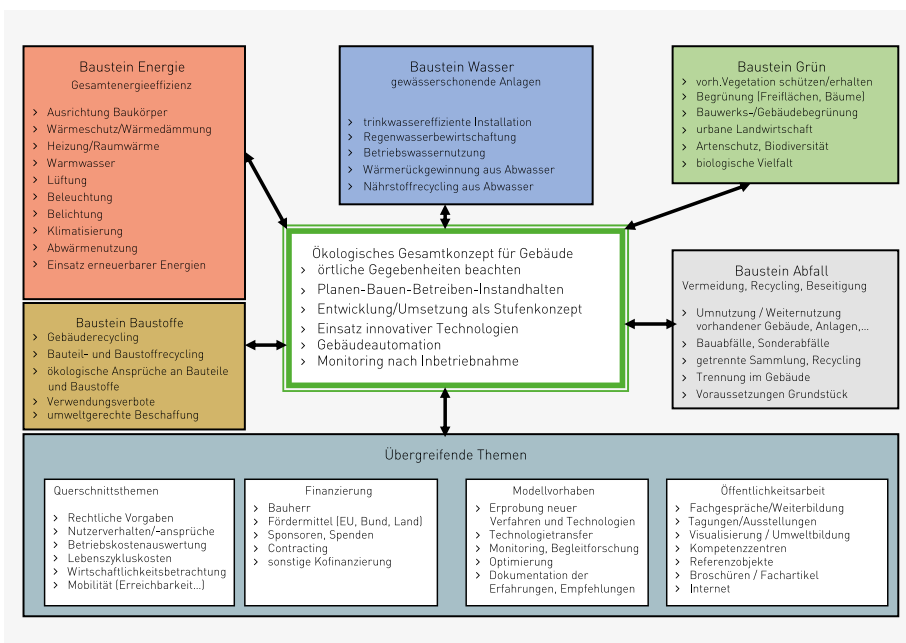 Baustein Energie
Gesamtenergieeffizienz
> Ausrichtung Baukörper
> Wärmeschutz/Wärmedämmung
> Heizung/Raumwärme
> Warmwasser
> Lüftung
> Beleuchtung
> Belichtung
> Klimatisierung
> Abwärmenutzung
> Einsatz erneuerbarer Energien
Baustein Wasser
gewässerschonende Anlagen
> trinkwassereffiziente Installation
> Regenwasserbewirtschaftung
> Betriebswassernutzung
> Wärmerückgewinnung aus Abwasser
> Nährstoffrecycling aus Abwasser
Baustein Grün
> vorh.Vegetation schützen/erhalten
> Begrünung (Freiflächen, Bäume)
> Bauwerks-/Gebäudebegrünung
> urbane Landwirtschaft
> Artenschutz, Biodiversität
> biologische Vielfalt
Ökologisches Gesamtkonzept für Gebäude
> örtliche Gegebenheiten beachten
> Planen-Bauen-Betreiben-Instandhalten
> Entwicklung/Umsetzung als Stufenkonzept
> Einsatz innovativer Technologien
> Gebäudeautomation
> Monitoring nach Inbetriebnahme
Baustein Baustoffe
> Gebäuderecycling
> Bauteil- und Baustoffrecycling
> ökologische Ansprüche an Bauteile
und Baustoffe
> Verwendungsverbote
> umweltgerechte Beschaffung
Baustein Abfall
Vermeidung, Recycling, Beseitigung
> Umnutzung / Weiternutzung
vorhandener Gebäude, Anlagen,...
> Bauabfälle, Sonderabfälle
> getrennte Sammlung, Recycling
> Trennung im Gebäude
> Voraussetzungen Grundstück
Übergreifende Themen
Querschnittsthemen
> Rechtliche Vorgaben
> Nutzerverhalten/-ansprüche
> Betriebskostenauswertung
> Lebenszykluskosten
> Wirtschaftlichkeitsbetrachtung
> Mobilität (Erreichbarkeit...)
Finanzierung
> Bauherr
> Fördermittel (EU, Bund, Land)
> Sponsoren, Spenden
> Contracting
> sonstige Kofinanzierung
Modellvorhaben
> Erprobung neuer
Verfahren und Technologien
> Technologietransfer
> Monitoring, Begleitforschung
> Optimierung
> Dokumentation der
Erfahrungen, Empfehlungen
Öffentlichkeitsarbeit
> Fachgespräche/Weiterbildung
> Tagungen/Ausstellungen
> Visualisierung / Umweltbildung
> Kompetenzzentren
> Referenzobjekte
> Broschüren / Fachartikel
> Internet